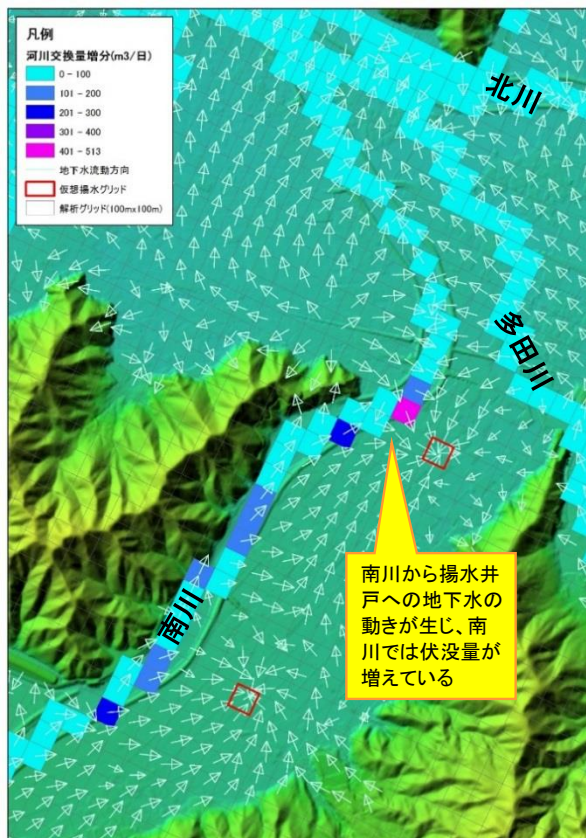 凡例
河川交換量増分(m3/日)
0 - 100
101 - 200
201 - 300
301 - 400
401 - 513
地下水流動方向
仮想揚水グリッド
解析グリッド(100mx100m)
北川
多田川
南川から揚水井
戸への地下水の
動きが生じ、南
川では伏没量が
増えている
南川